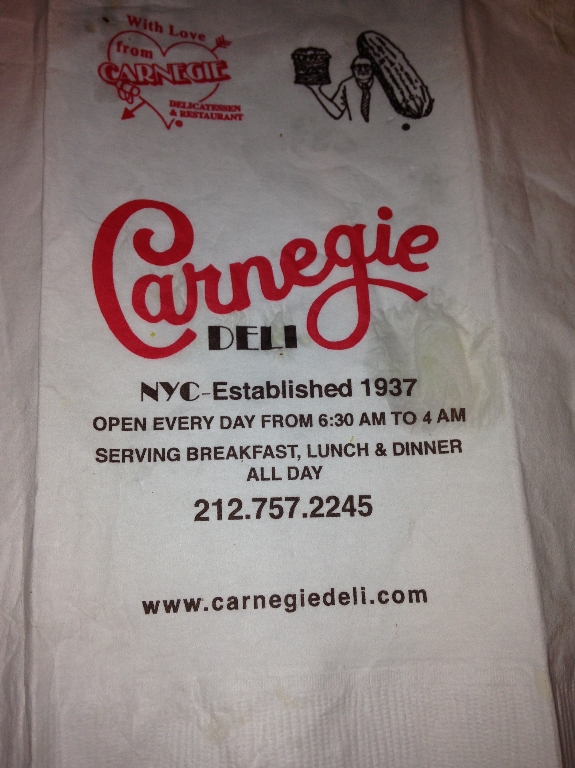 With Love
from
CARNEGIE
DELICATESSEN
& RESTAURANT
Carnegie
DELI
NYC-Established 1937
OPEN EVERY DAY FROM 6:30 AM TO 4 AM
SERVING BREAKFAST, LUNCH & DINNER
ALL DAY
212.757.2245
www.carnegiedeli.com